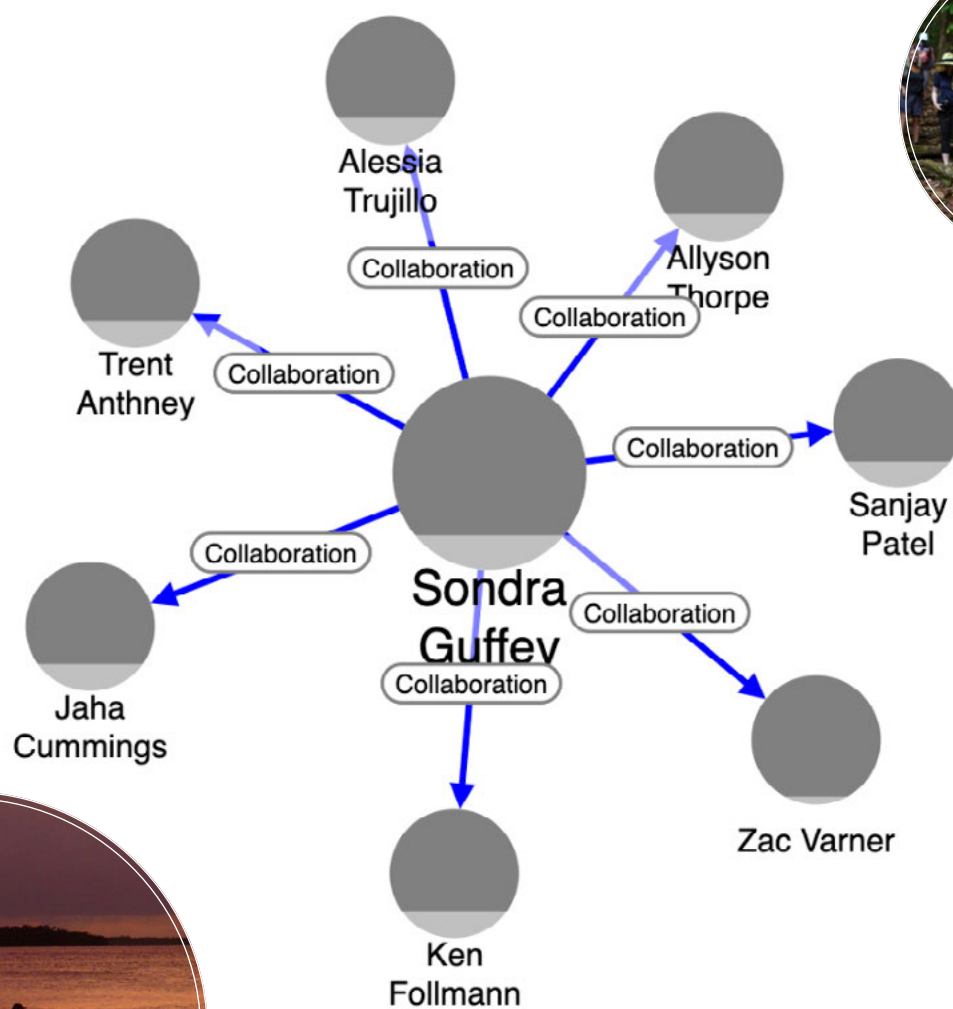 Alessia
Trujillo
Allyson
Thorpe
Collaboration
Collaboration
Trent
Anthney
Collaboration
Collaboration
Sanjay
Patel
Collaboration
Sondra
Guffey
Collaboration
Collaboration
Jaha
Cummings
Zac Varner
Ken
Follmann